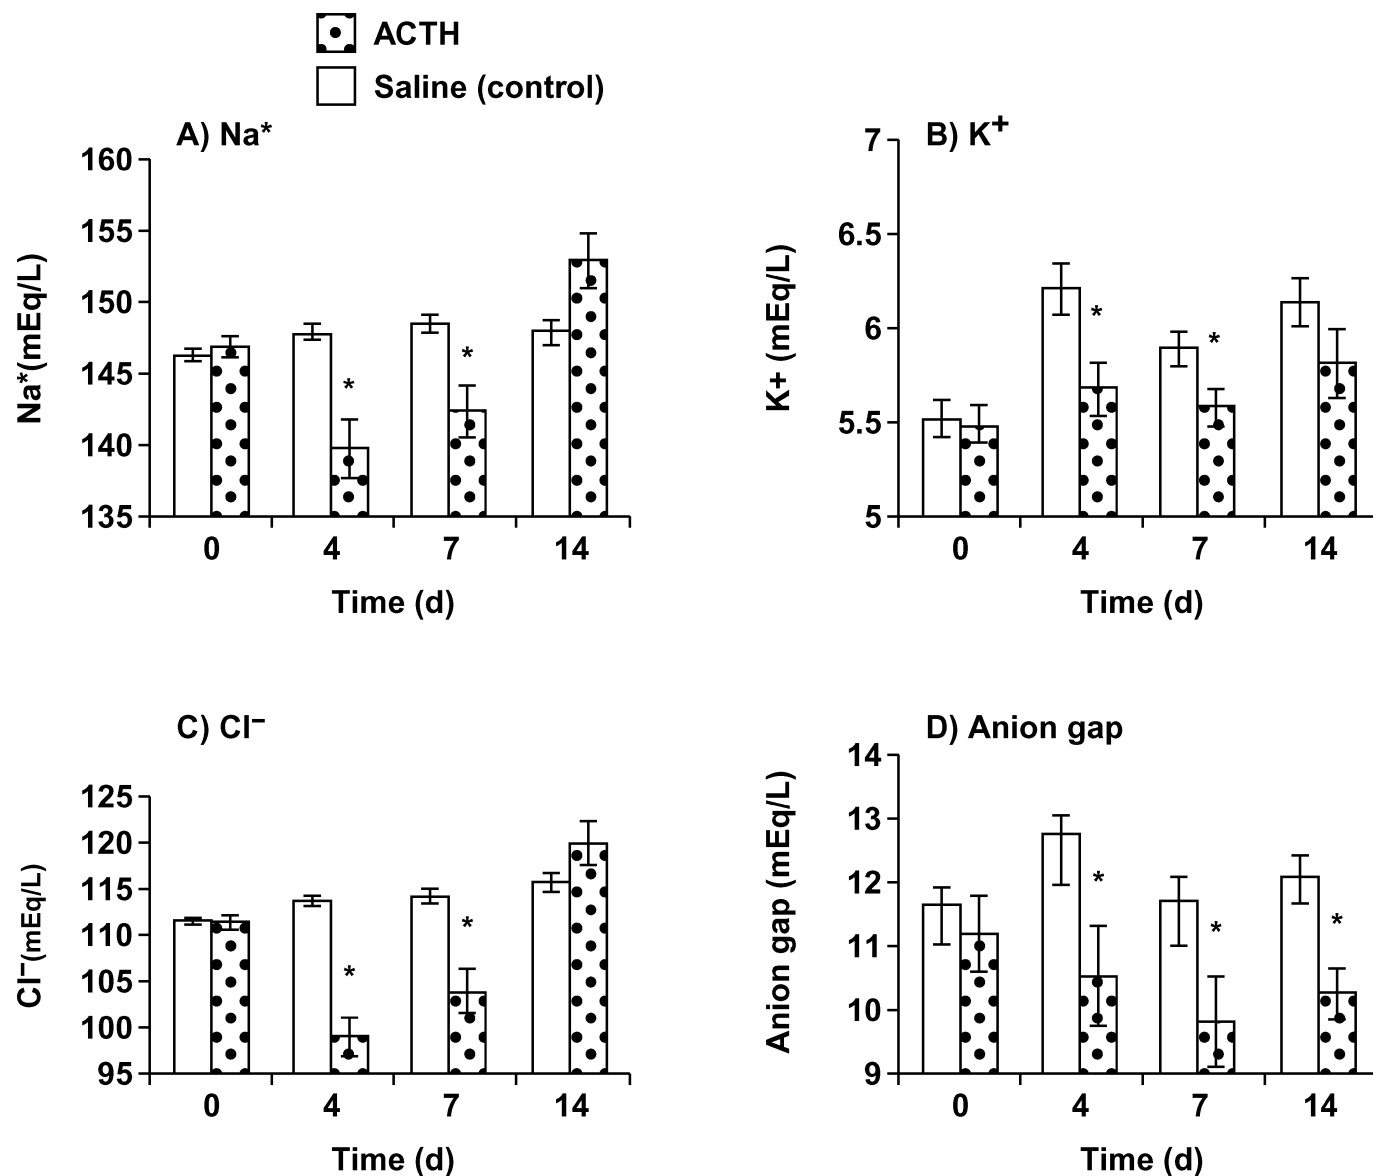 ACTH
Saline (control)
A) Na*
160
155
150
145
140
135
Na*(mEq/L)
*
*
0 4 7 14
Time (d)
B) K+
7
6.5
6
5.5
5
K+ (mEq/L)
*
*
0 4 7 14
Time (d)
C) Cl–
125
120
115
110
105
100
95
Cl–(mEq/L)
*
*
0 4 7 14
Time (d)
D) Anion gap
14
13
12
11
10
9
Anion gap (mEq/L)
*
*
*
0 4 7 14
Time (d)